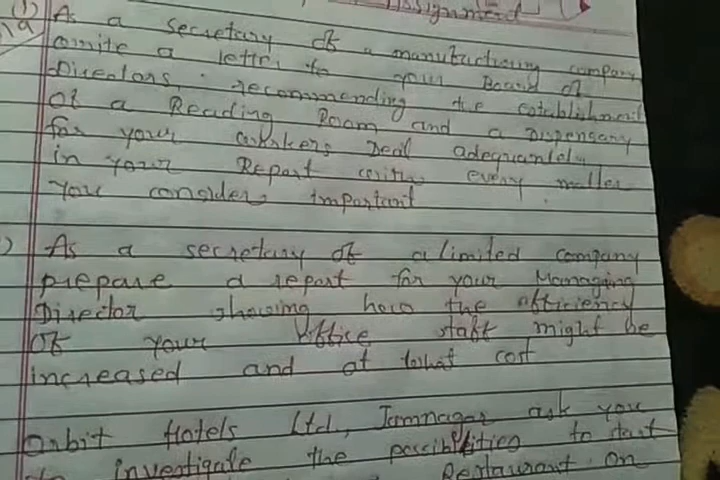 Assignment
(1) As a secretary of a manufacturing company
write a letter to your Board of
Directors, recommending the establishment
of a Reading Room and a Dispensary
for your workers Deal adequantely
in your Report with every matter
you consider important
) As a secretary of a limited company
prepare a report for your Managing
Director showing how the efficiency
of your office staff might be
increased and at what cost
Orbit Hotels Ltd., Jamnagar ask you
to investigate the possibilities to start
Restaurant on